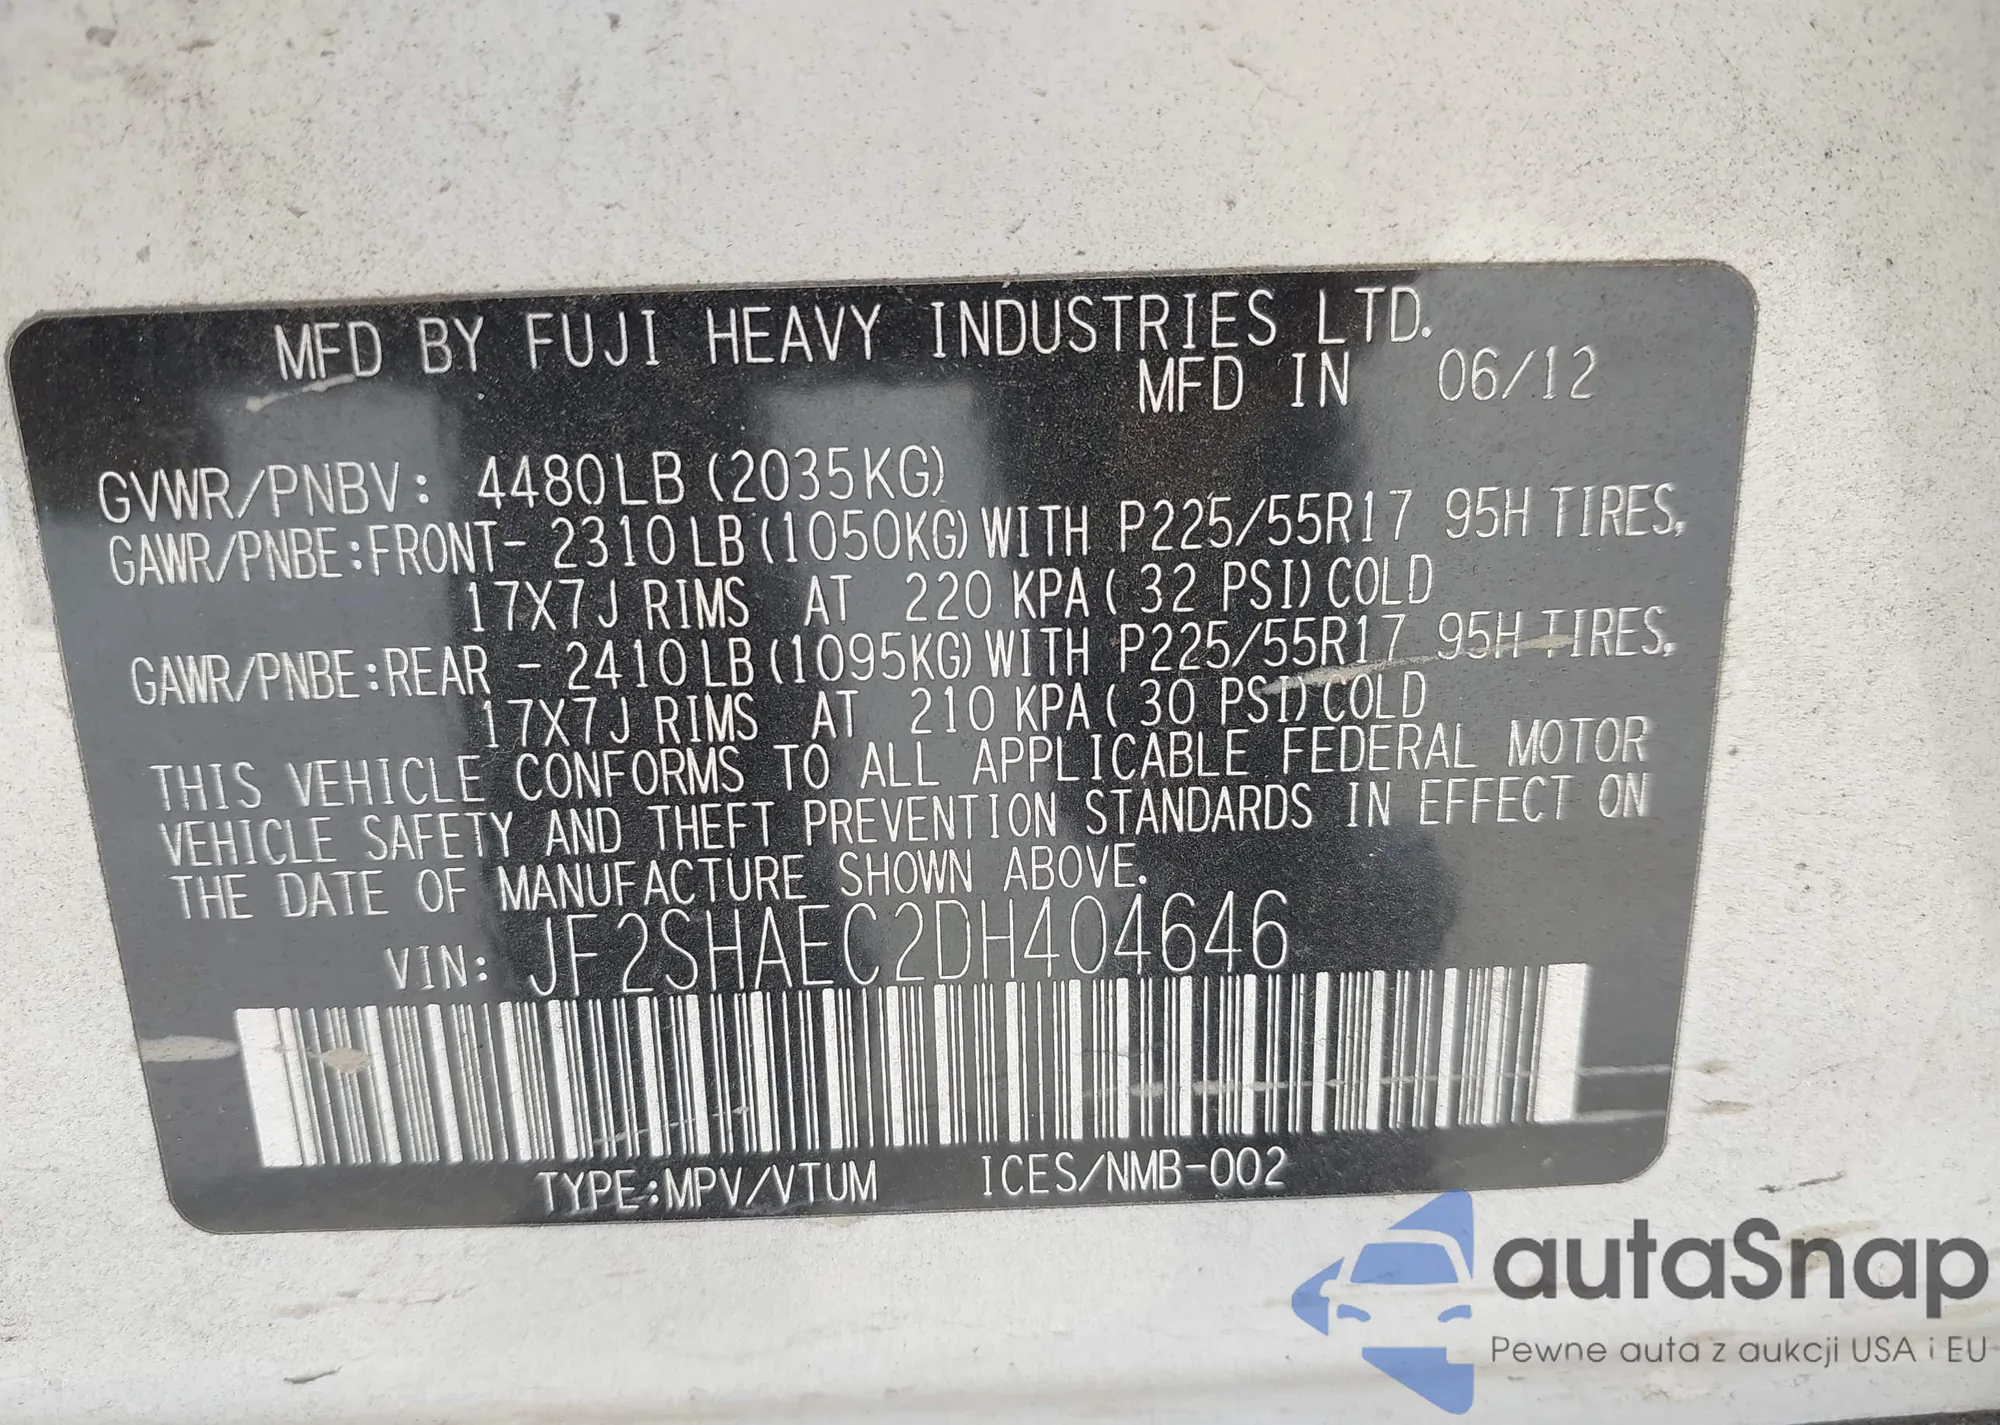 MFD BY FUJI HEAVY INDUSTRIES LTD.
MFD IN 06/12
GVWR/PNBV: 4480LB (2035KG)
GAWR/PNBE:FRONT- 2310LB (1050KG) WITH P225/55R17 95H TIRES,
17X7J RIMS AT 220 KPA ( 32 PSI) COLD
GAWR/PNBE:REAR - 2410LB (1095KG) WITH P225/55R17 95H TIRES,
17X7J RIMS AT 210 KPA ( 30 PSI) COLD
THIS VEHICLE CONFORMS TO ALL APPLICABLE FEDERAL MOTOR
VEHICLE SAFETY AND THEFT PREVENTION STANDARDS IN EFFECT ON
THE DATE OF MANUFACTURE SHOWN ABOVE.
VIN: JF2SHAEC2DH404646
TYPE:MPV/VTUM ICES/NMB-002
autaSnap
Pewne auta z aukcji USA i EU